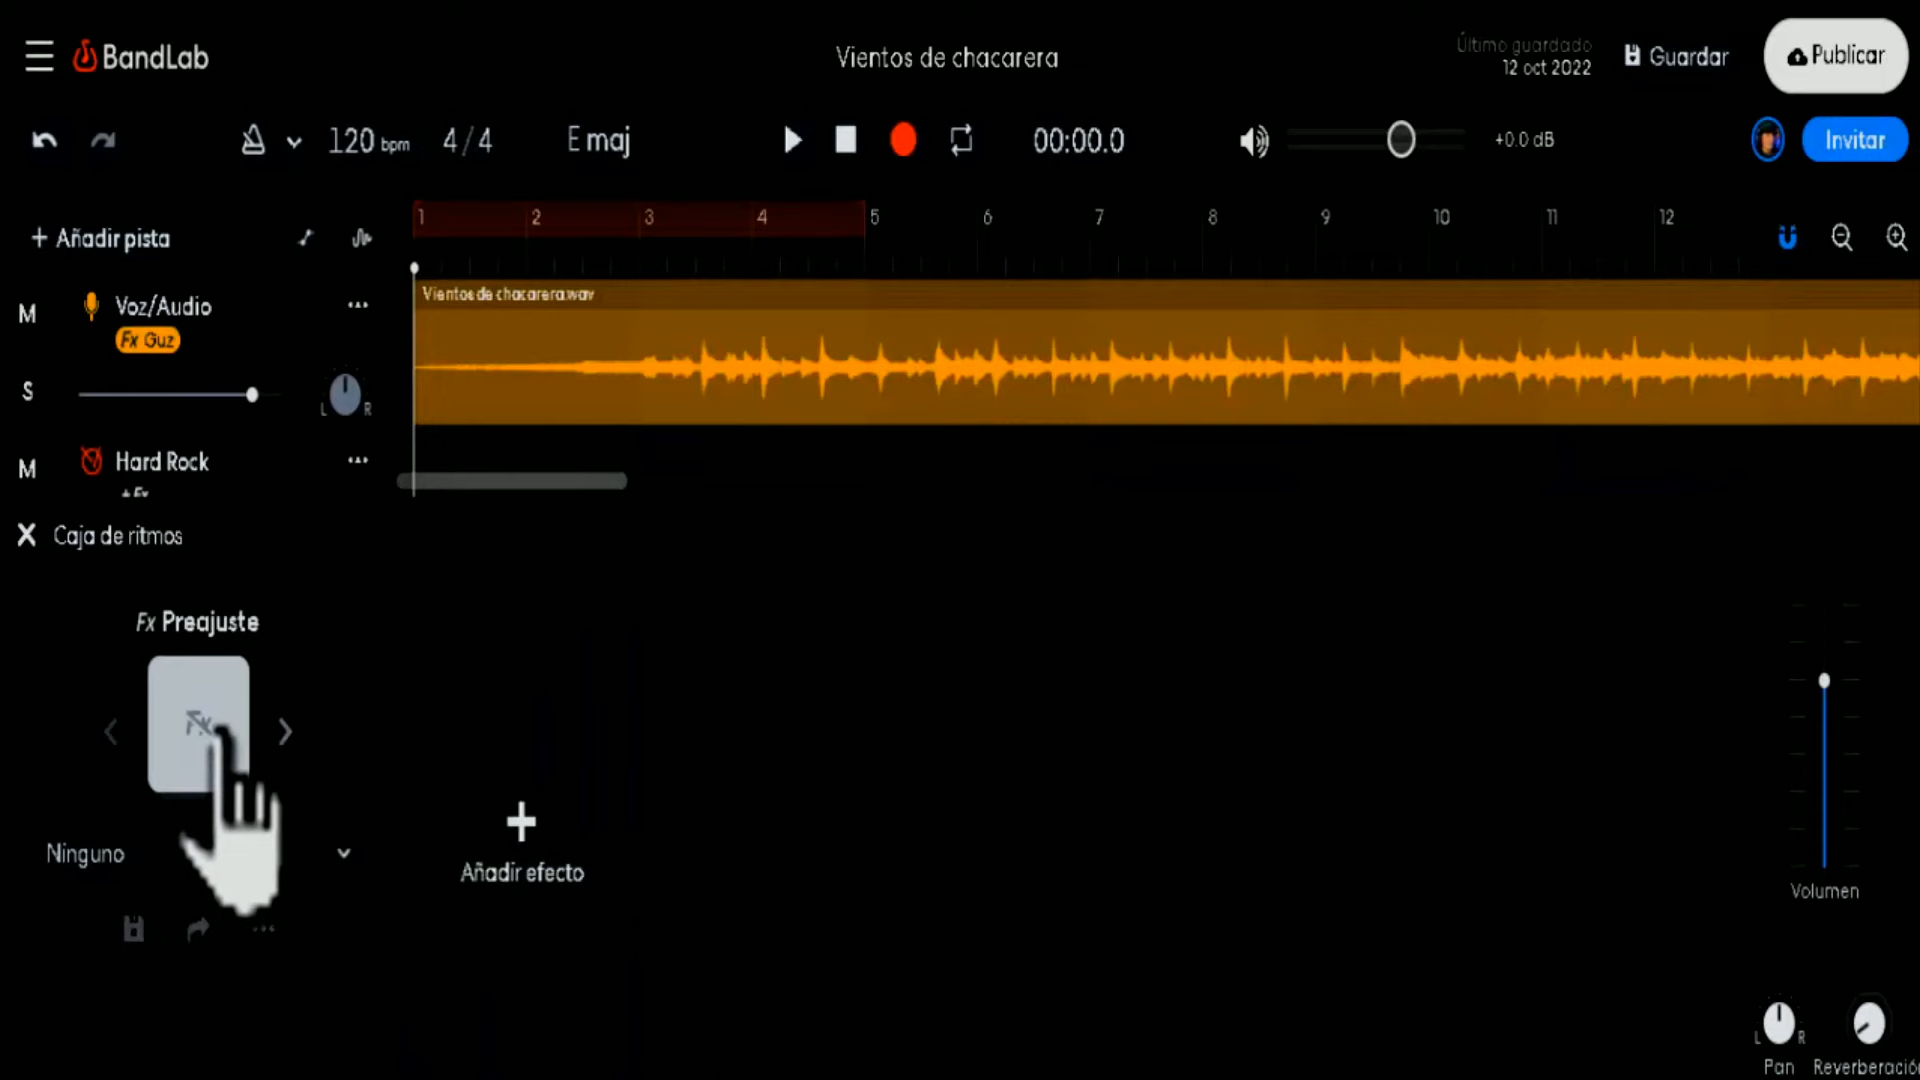 BandLab
Vientos de chacarera
Último guardado
12 oct 2022
Guardar
Publicar
120 bpm
4/4
E maj
00:00.0
+0.0 dB
Invitar
+ Añadir pista
1 2 3 4 5 6 7 8 9 10 11 12
M
Voz/Audio
Fx Guz
Vientos de chacarera.wav
S
L R
M
Hard Rock
+ Fx
X Caja de ritmos
Fx Preajuste
Fx
Ninguno
Añadir efecto
Volumen
L R
Pan
Reverberació